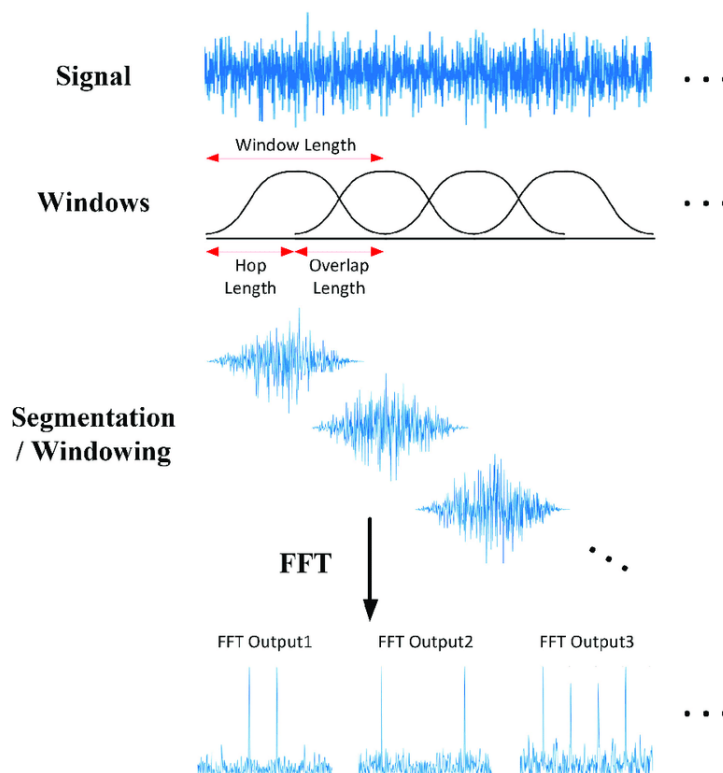 Signal
Window Length
Windows
Hop Length
Overlap Length
Segmentation
/ Windowing
FFT
FFT Output1
FFT Output2
FFT Output3